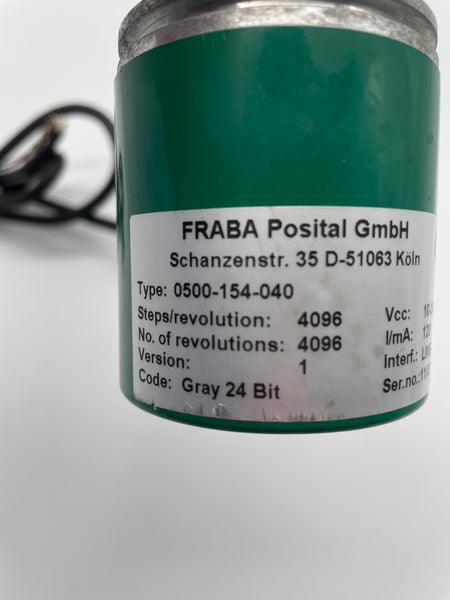 FRABA Posital GmbH
Schanzenstr. 35 D-51063 Köln
Type: 0500-154-040
Steps/revolution: 4096 Vcc:
No. of revolutions: 4096 I/mA: 120
Version: 1 Interf.:
Code: Gray 24 Bit Ser.no.: